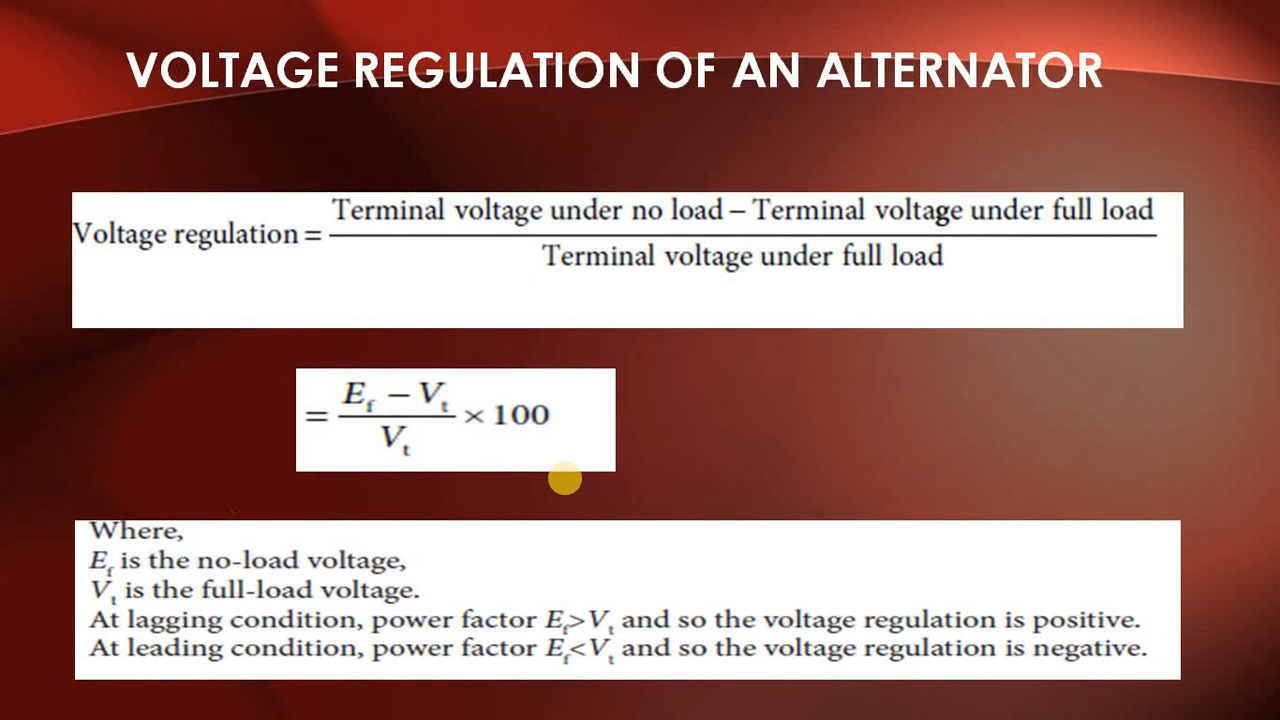 VOLTAGE REGULATION OF AN ALTERNATOR
Voltage regulation = Terminal voltage under no load – Terminal voltage under full load
Terminal voltage under full load
= E_f − V_t
V_t
× 100
Where,
E_f is the no-load voltage,
V_t is the full-load voltage.
At lagging condition, power factor E_f>V_t and so the voltage regulation is positive.
At leading condition, power factor E_f<V_t and so the voltage regulation is negative.